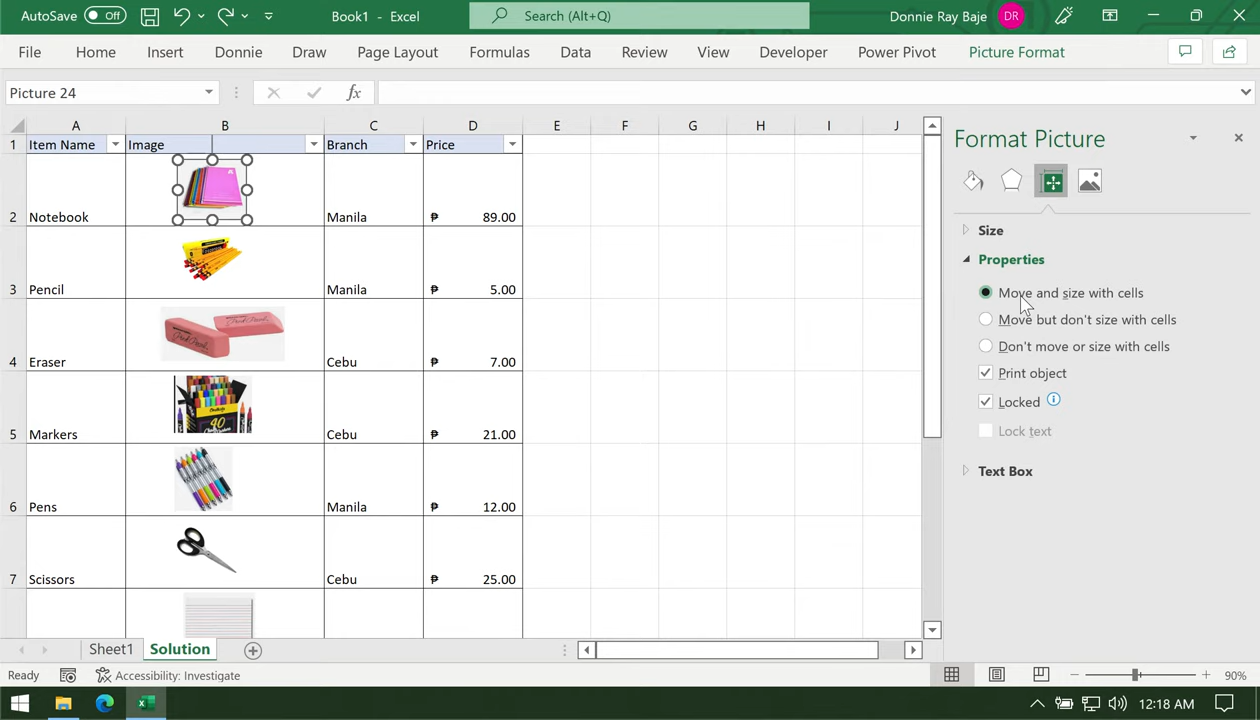 AutoSave Off Book1 - Excel Search (Alt+Q) Donnie Ray Baje DR
File Home Insert Donnie Draw Page Layout Formulas Data Review View Developer Power Pivot Picture Format
Picture 24 fx
A B C D E F G H I J
1 Item Name Image Branch Price
2 Notebook Manila ₱ 89.00
3 Pencil Manila ₱ 5.00
4 Eraser Cebu ₱ 7.00
5 Markers Cebu ₱ 21.00
6 Pens Manila ₱ 12.00
7 Scissors Cebu ₱ 25.00
Format Picture
Size
Properties
Move and size with cells
Move but don't size with cells
Don't move or size with cells
Print object
Locked
Lock text
Text Box
Sheet1 Solution
Ready Accessibility: Investigate 90%
12:18 AM